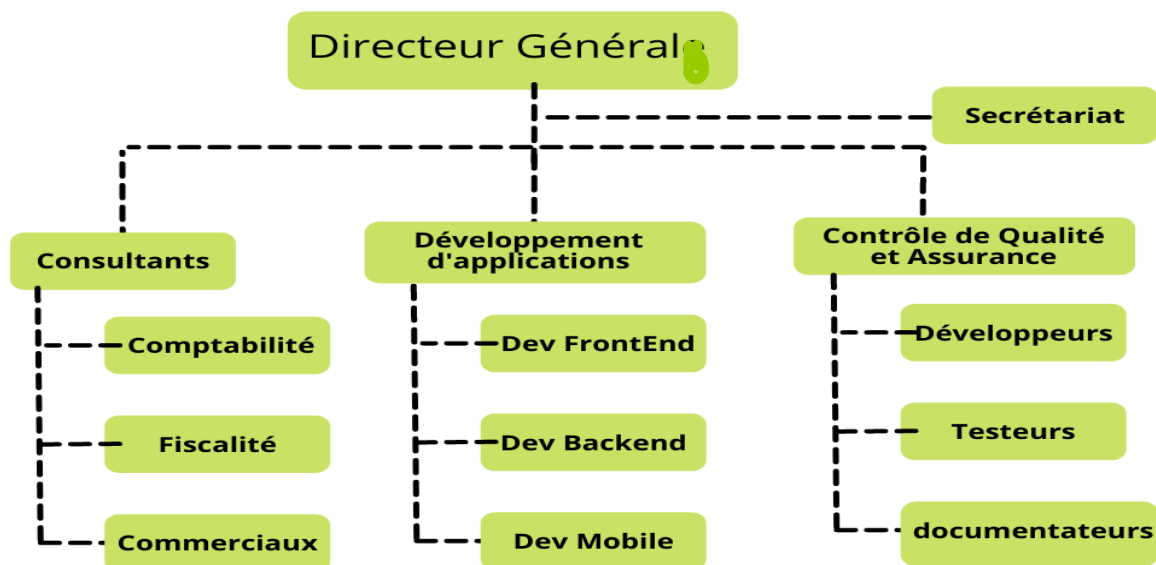 Directeur Générale
Secrétariat
Consultants
Développement
d'applications
Contrôle de Qualité
et Assurance
Comptabilité
Dev FrontEnd
Développeurs
Fiscalité
Dev Backend
Testeurs
Commerciaux
Dev Mobile
documentateurs